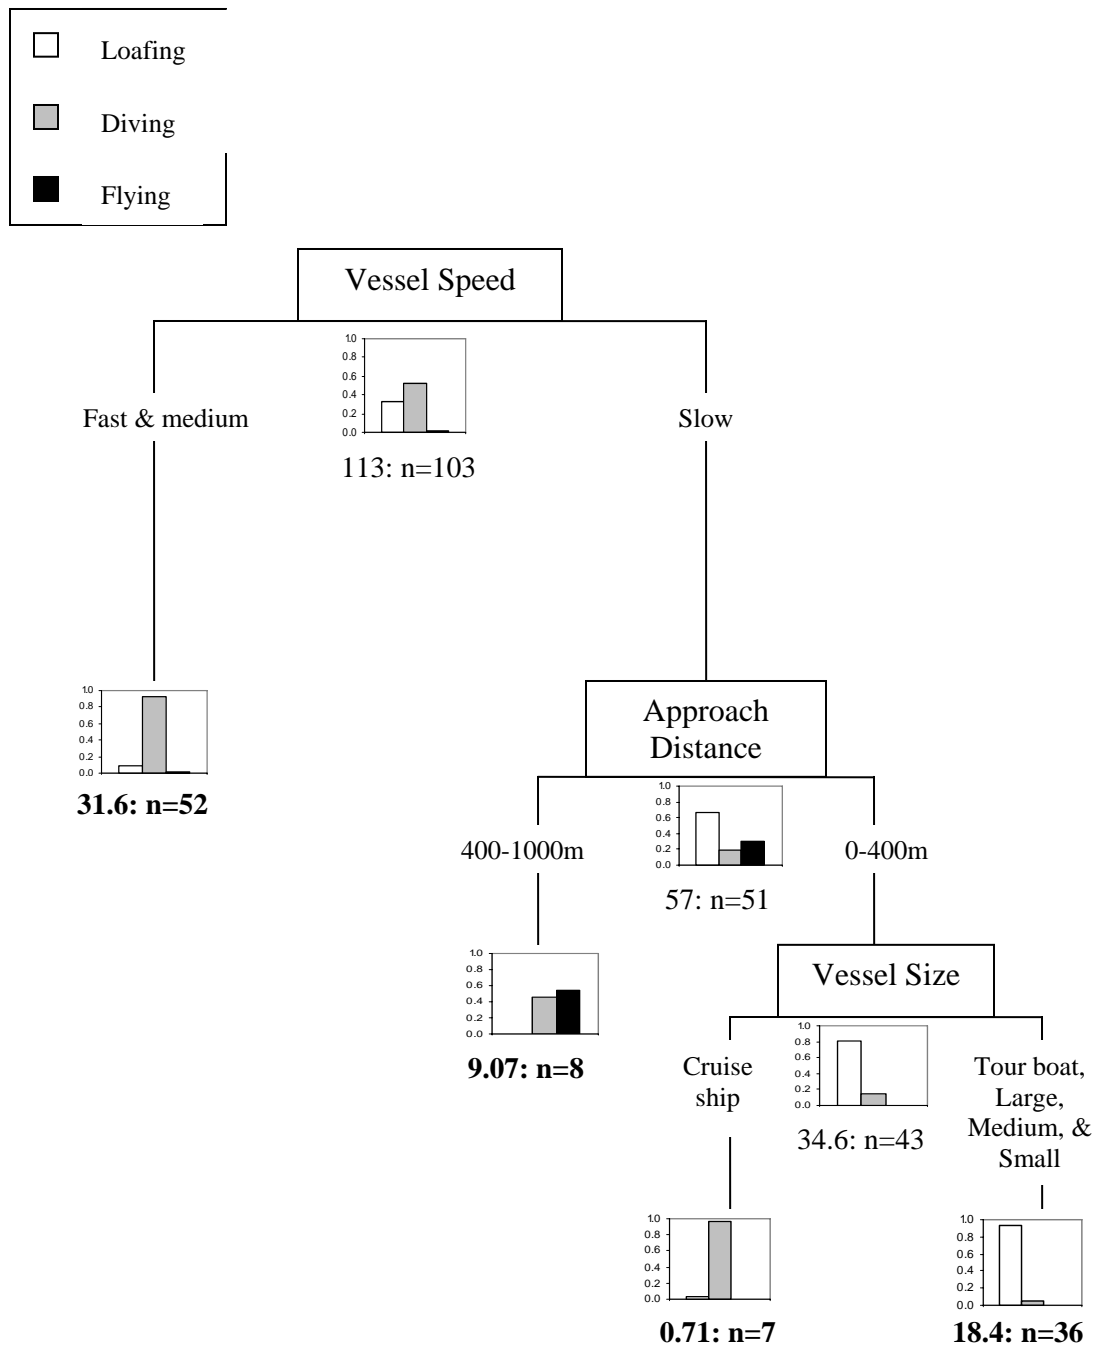 Loafing
Diving
Flying
Vessel Speed
1.0
0.8
0.6
0.4
0.2
0.0
Fast & medium
Slow
113: n=103
1.0
0.8
0.6
0.4
0.2
0.0
31.6: n=52
Approach
Distance
1.0
0.8
0.6
0.4
0.2
0.0
400-1000m
0-400m
57: n=51
1.0
0.8
0.6
0.4
0.2
0.0
9.07: n=8
Vessel Size
1.0
0.8
0.6
0.4
0.2
0.0
Cruise
ship
Tour boat,
Large,
Medium, &
Small
34.6: n=43
1.0
0.8
0.6
0.4
0.2
0.0
0.71: n=7
1.0
0.8
0.6
0.4
0.2
0.0
18.4: n=36